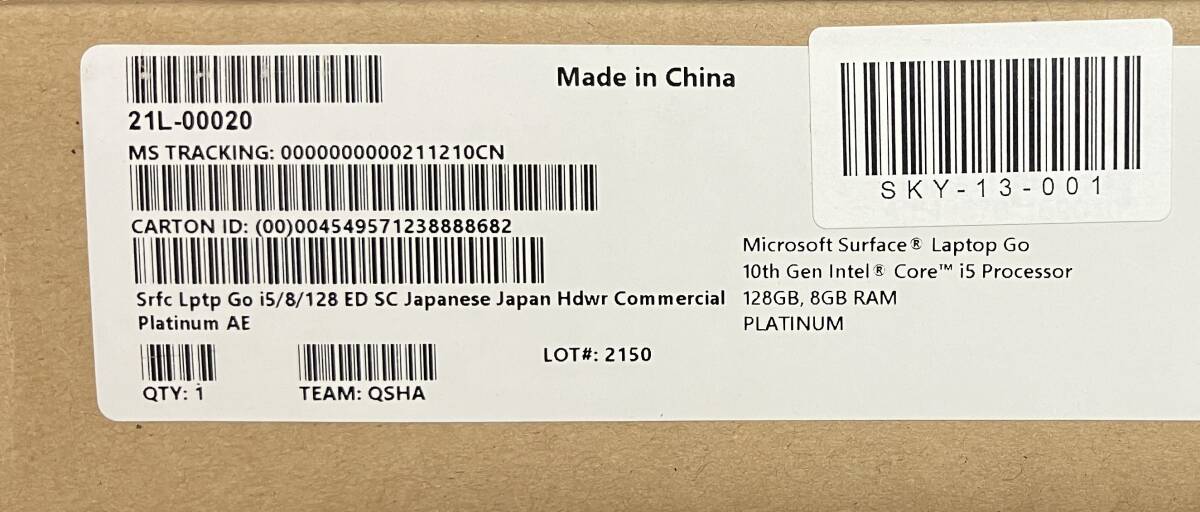 Made in China
21L-00020
MS TRACKING: 0000000000211210CN
SKY-13-001
CARTON ID: (00)004549571238888682
Microsoft Surface® Laptop Go
10th Gen Intel® Core™ i5 Processor
128GB, 8GB RAM
PLATINUM
Srfc Lptp Go i5/8/128 ED SC Japanese Japan Hdwr Commercial
Platinum AE
LOT#: 2150
QTY: 1
TEAM: QSHA